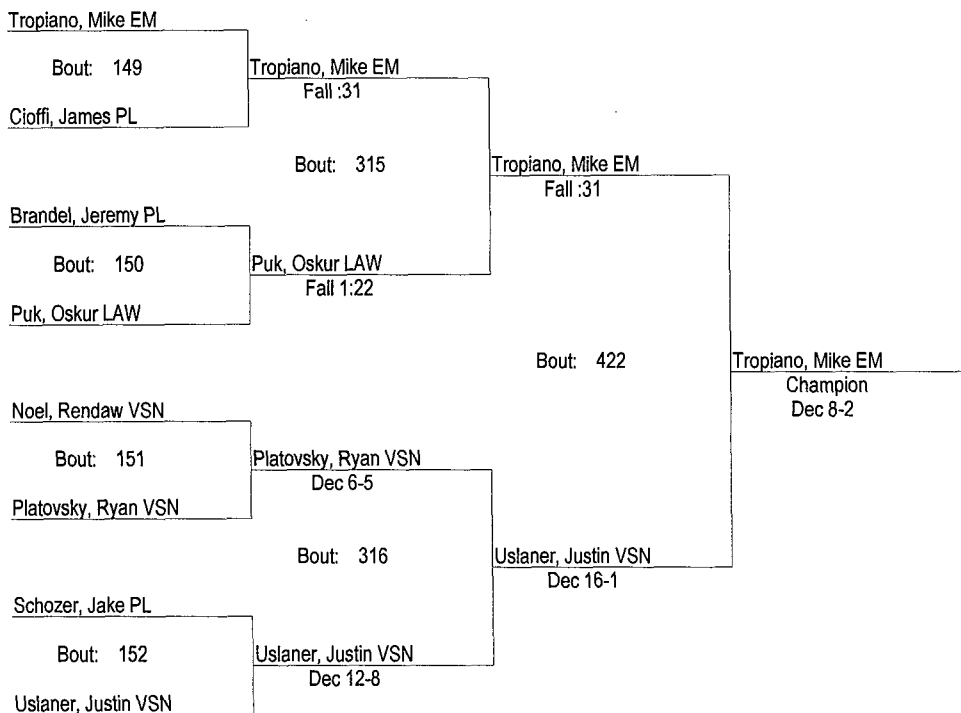 Tropiano, Mike EM
Bout: 149
Tropiano, Mike EM
Fall :31
Cioffi, James PL
Bout: 315
Tropiano, Mike EM
Fall :31
Brandel, Jeremy PL
Bout: 150
Puk, Oskur LAW
Fall 1:22
Puk, Oskur LAW
Bout: 422
Tropiano, Mike EM
Champion
Dec 8-2
Noel, Rendaw VSN
Bout: 151
Platovsky, Ryan VSN
Dec 6-5
Platovsky, Ryan VSN
Bout: 316
Uslaner, Justin VSN
Dec 16-1
Schozer, Jake PL
Bout: 152
Uslaner, Justin VSN
Dec 12-8
Uslaner, Justin VSN